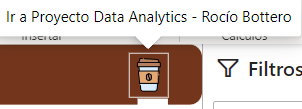 Ir a Proyecto Data Analytics - Rocío Bottero
Insertar
Cálculos
Filtros